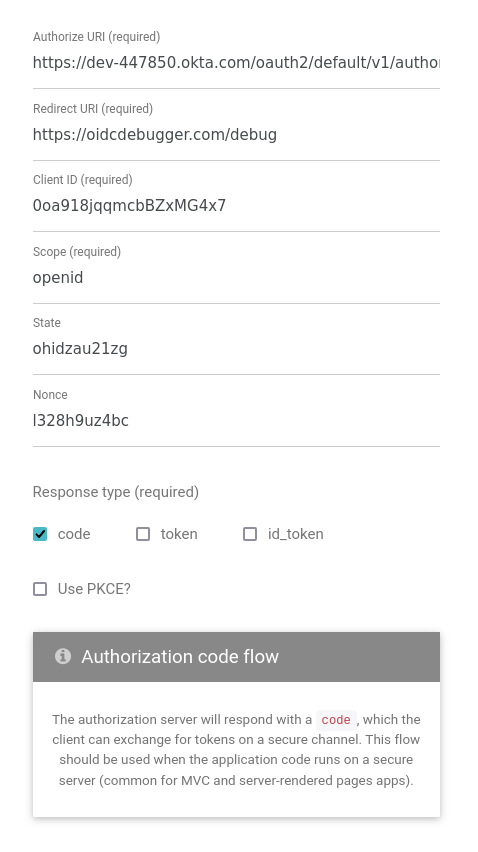 Authorize URI (required)
https://dev-447850.okta.com/oauth2/default/v1/author
Redirect URI (required)
https://oidcdebugger.com/debug
Client ID (required)
0oa918jqqmcbBZxMG4x7
Scope (required)
openid
State
ohidzau21zg
Nonce
l328h9uz4bc
Response type (required)
code token id_token
Use PKCE?
Authorization code flow
The authorization server will respond with a code, which the
client can exchange for tokens on a secure channel. This flow
should be used when the application code runs on a secure
server (common for MVC and server-rendered pages apps).